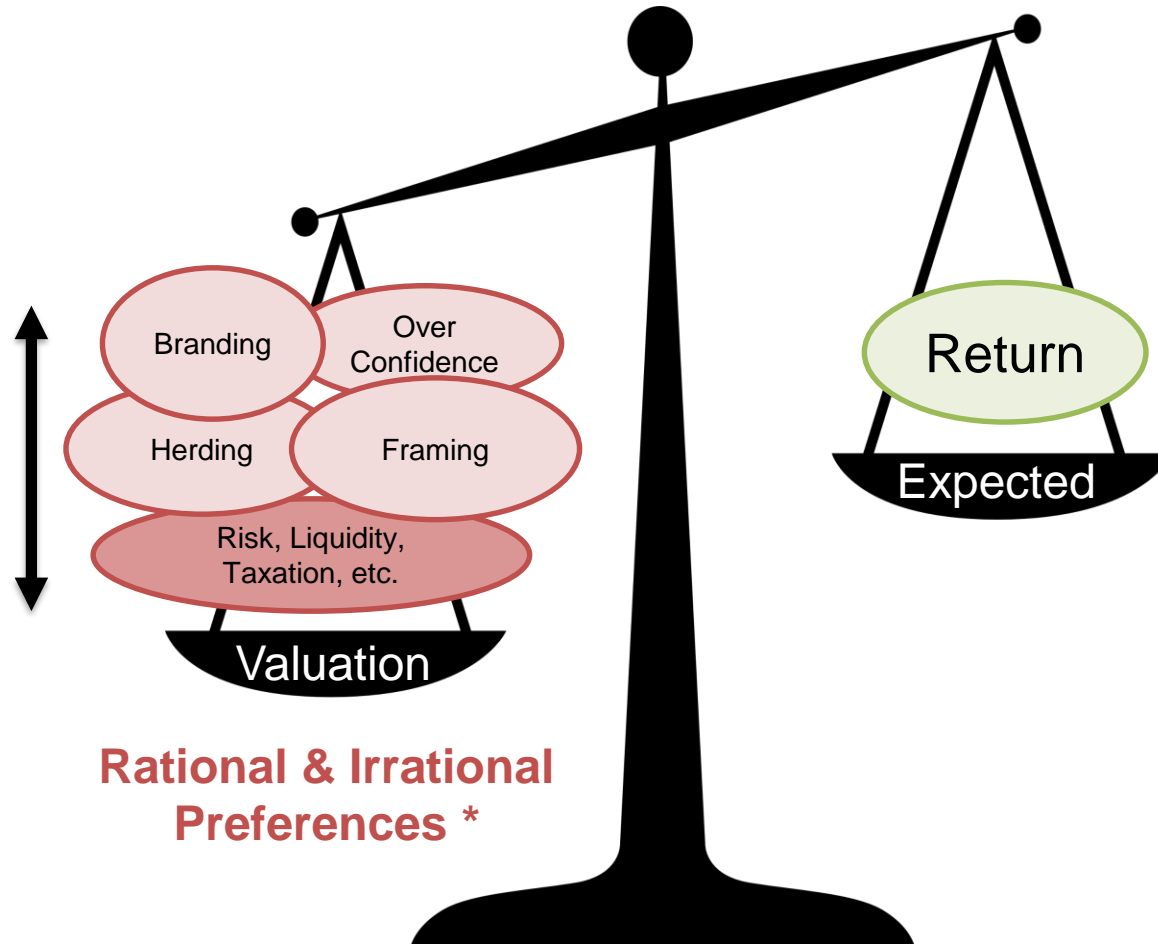 Branding
Over
Confidence
Herding
Framing
Risk, Liquidity,
Taxation, etc.
Valuation
Return
Expected
Rational & Irrational
Preferences *